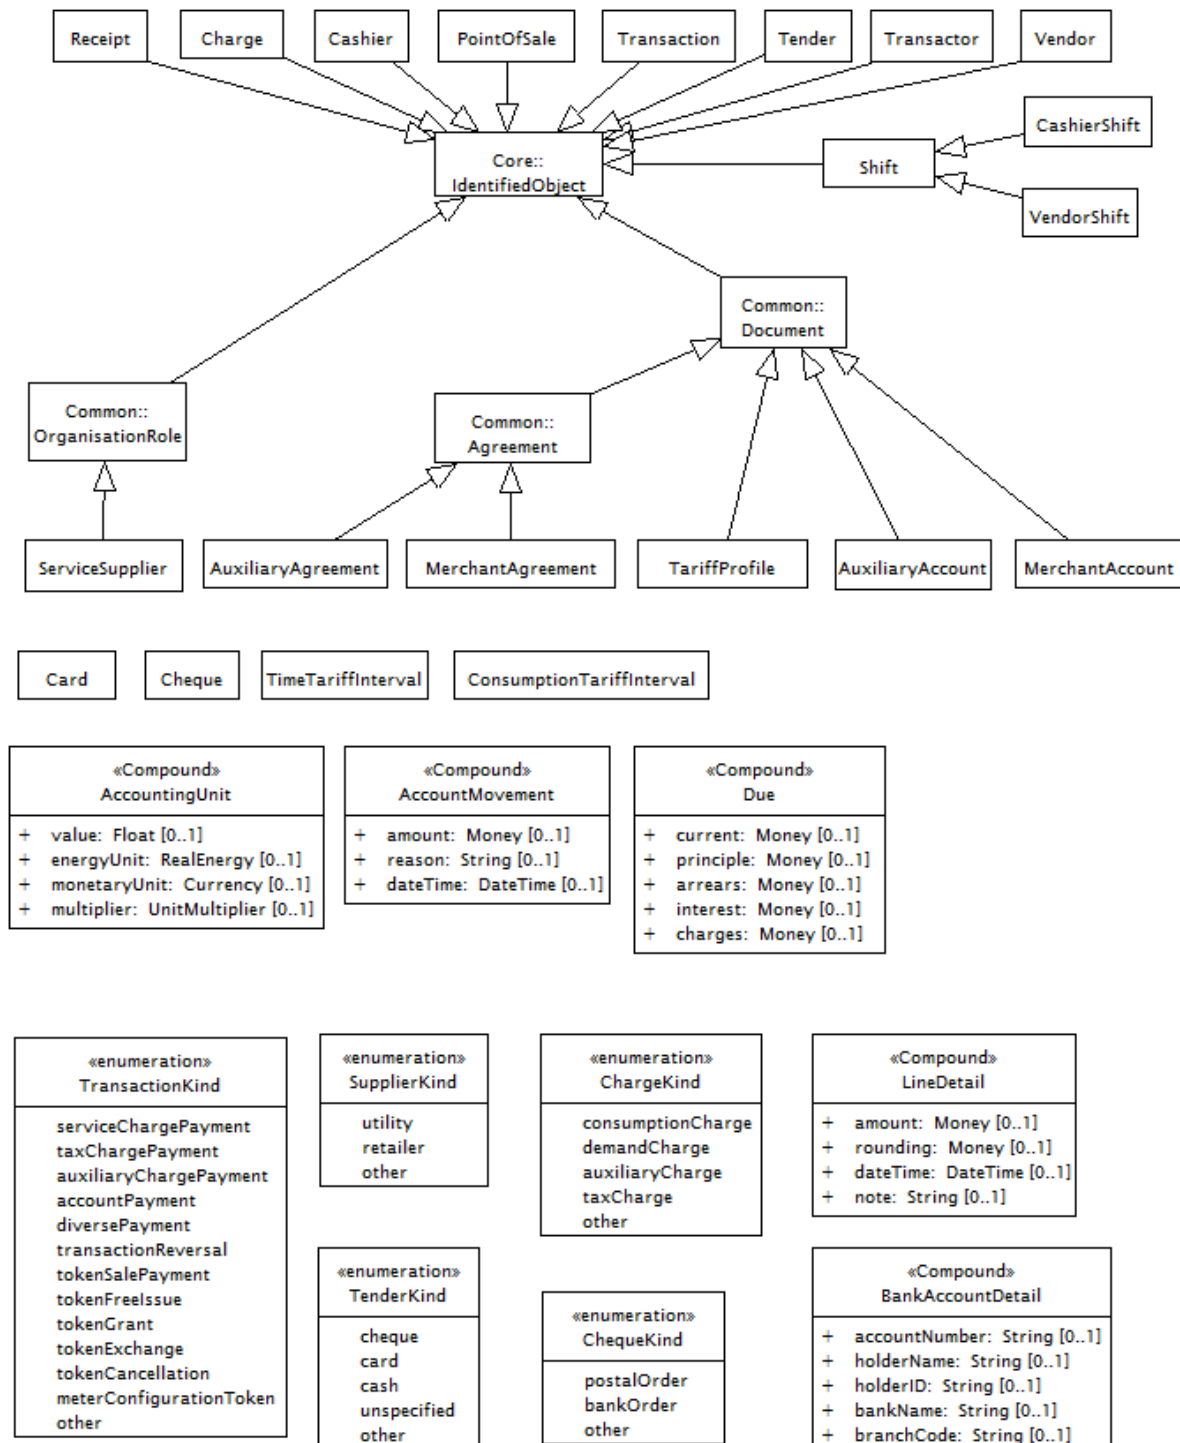 Receipt
Charge
Cashier
PointOfSale
Transaction
Tender
Transactor
Vendor
CashierShift
Core::
IdentifiedObject
Shift
VendorShift
Common::
Document
Common::
OrganisationRole
Common::
Agreement
ServiceSupplier
AuxiliaryAgreement
MerchantAgreement
TariffProfile
AuxiliaryAccount
MerchantAccount
Card
Cheque
TimeTariffInterval
ConsumptionTariffInterval
«Compound»
AccountingUnit
+ value: Float [0..1]
+ energyUnit: RealEnergy [0..1]
+ monetaryUnit: Currency [0..1]
+ multiplier: UnitMultiplier [0..1]
«Compound»
AccountMovement
+ amount: Money [0..1]
+ reason: String [0..1]
+ dateTime: DateTime [0..1]
«Compound»
Due
+ current: Money [0..1]
+ principle: Money [0..1]
+ arrears: Money [0..1]
+ interest: Money [0..1]
+ charges: Money [0..1]
«enumeration»
TransactionKind
serviceChargePayment
taxChargePayment
auxiliaryChargePayment
accountPayment
diversePayment
transactionReversal
tokenSalePayment
tokenFreeIssue
tokenGrant
tokenExchange
tokenCancellation
meterConfigurationToken
other
«enumeration»
SupplierKind
utility
retailer
other
«enumeration»
ChargeKind
consumptionCharge
demandCharge
auxiliaryCharge
taxCharge
other
«Compound»
LineDetail
+ amount: Money [0..1]
+ rounding: Money [0..1]
+ dateTime: DateTime [0..1]
+ note: String [0..1]
«enumeration»
TenderKind
cheque
card
cash
unspecified
other
«enumeration»
ChequeKind
postalOrder
bankOrder
other
«Compound»
BankAccountDetail
+ accountNumber: String [0..1]
+ holderName: String [0..1]
+ holderID: String [0..1]
+ bankName: String [0..1]
+ branchCode: String [0..1]